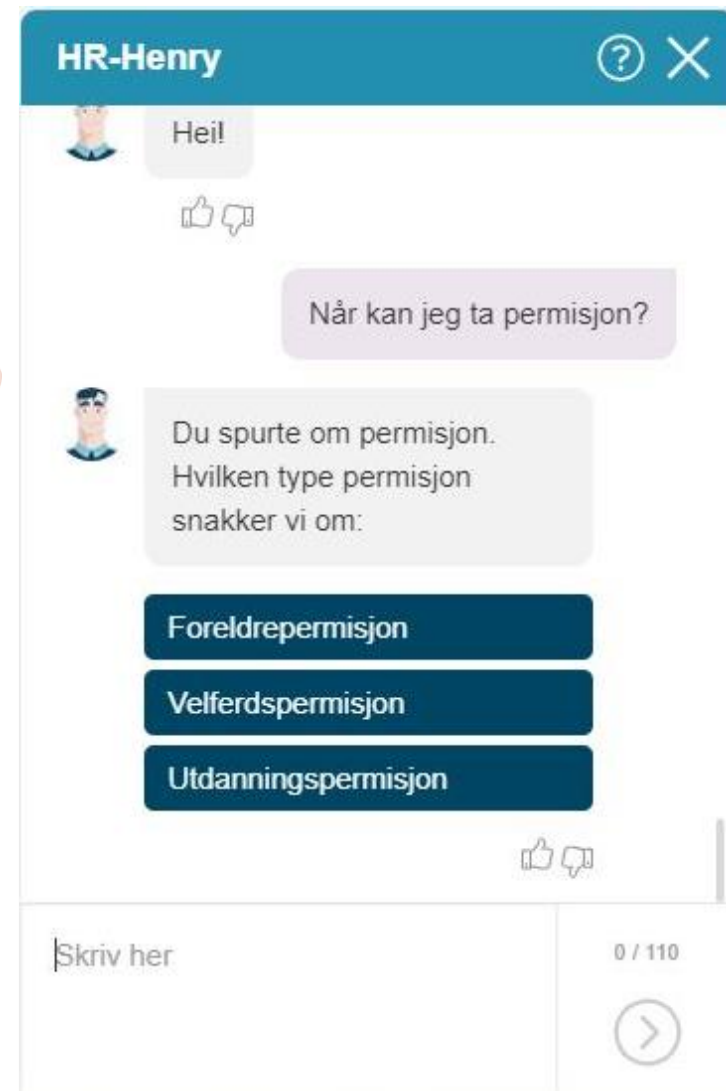 HR-Henry
Hei!
Når kan jeg ta permisjon?
Du spurte om permisjon.
Hvilken type permisjon
snakker vi om:
Foreldrepermisjon
Velferdspermisjon
Utdanningspermisjon
Skriv her
0 / 110